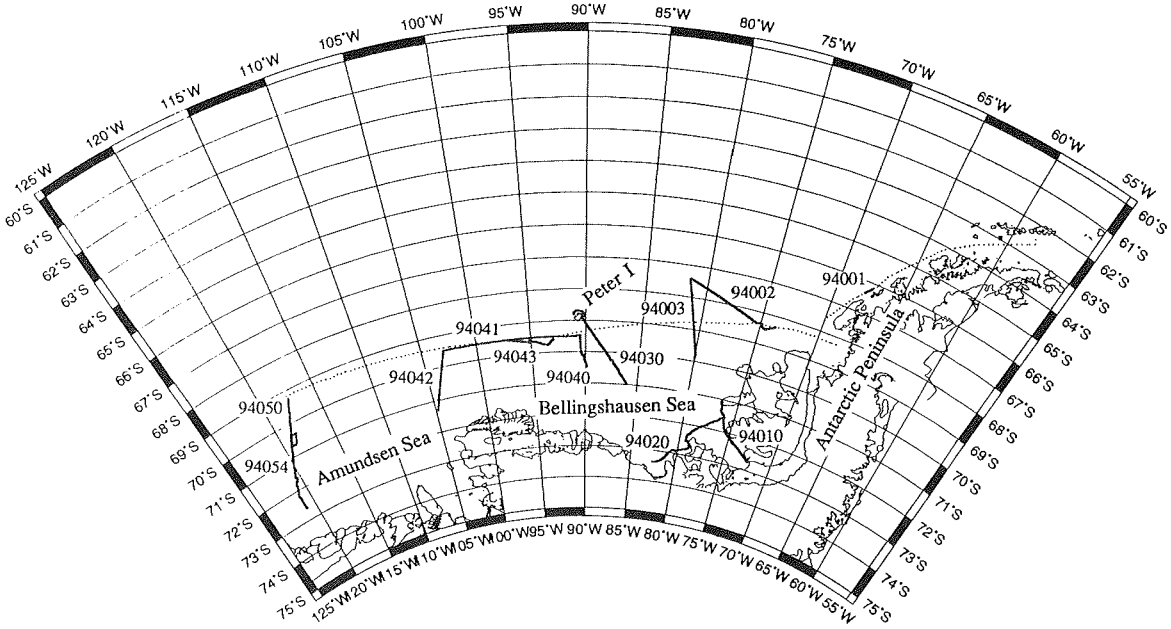 90°W
95°W
85°W
100°W
80°W
105°W
75°W
110°W
70°W
115°W
65°W
120°W
60°W
125°W
55°W
60°S
60°S
61°S
61°S
62°S
62°S
63°S
63°S
64°S
64°S
65°S
65°S
66°S
66°S
67°S
67°S
68°S
68°S
69°S
69°S
70°S
70°S
71°S
71°S
72°S
72°S
73°S
73°S
74°S
74°S
75°S
75°S
94001
Peter I
94002
94003
94041
94043
94030
94042
94040
94050
Bellingshausen Sea
Antarctic Peninsula
94020
94010
94054
Amundsen Sea
125°W
120°W
115°W
110°W
105°W
100°W
95°W
90°W
85°W
80°W
75°W
70°W
65°W
60°W
55°W